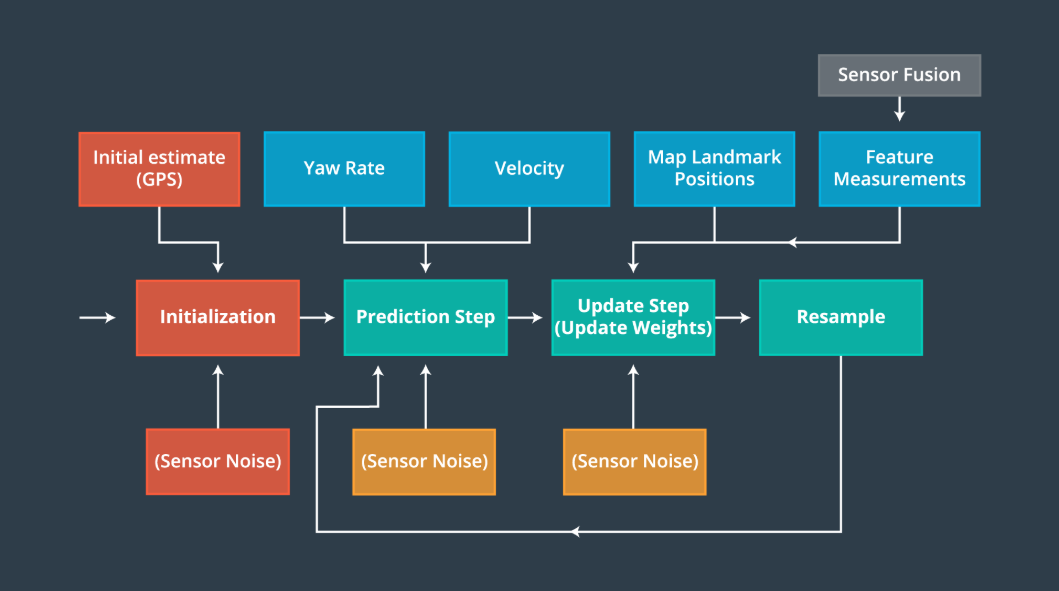 Sensor Fusion
Initial estimate
(GPS)
Yaw Rate
Velocity
Map Landmark
Positions
Feature
Measurements
Initialization
Prediction Step
Update Step
(Update Weights)
Resample
(Sensor Noise)
(Sensor Noise)
(Sensor Noise)